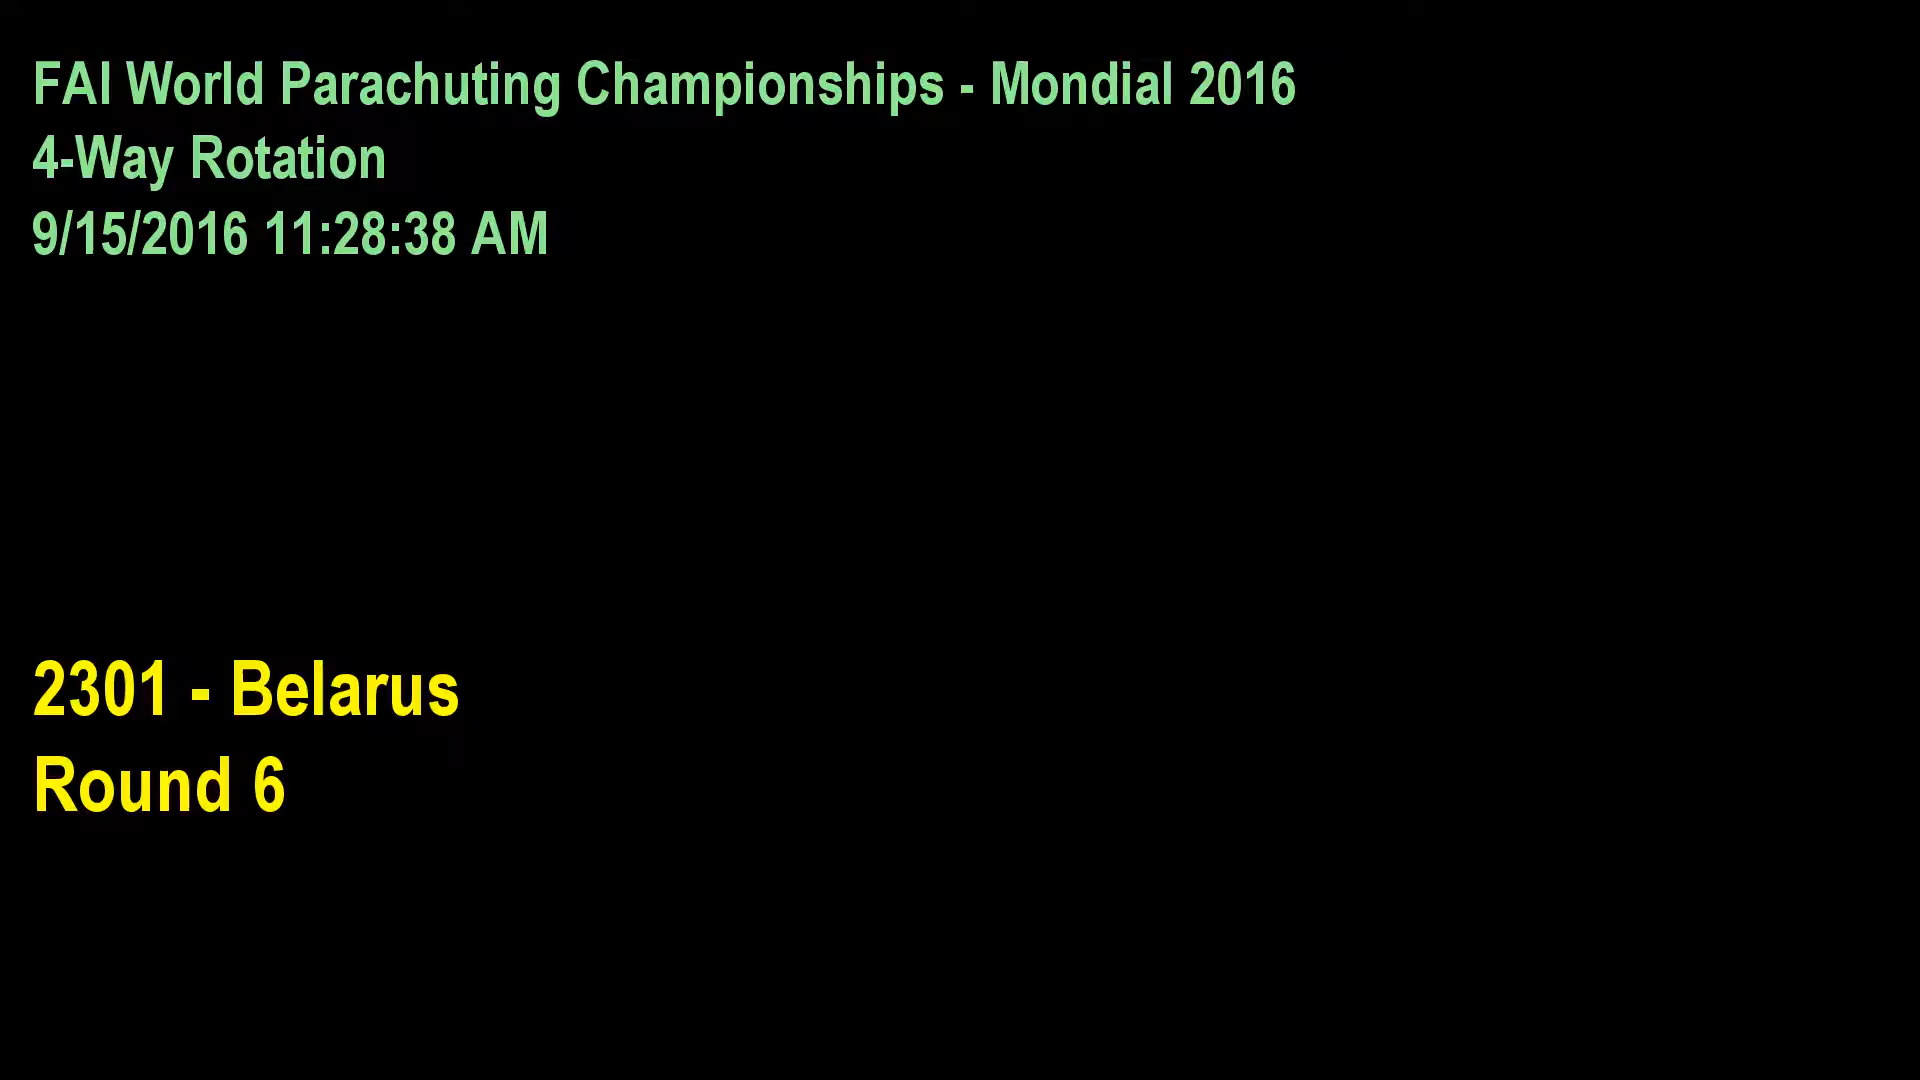 FAI World Parachuting Championships - Mondial 2016
4-Way Rotation
9/15/2016 11:28:38 AM
2301 - Belarus
Round 6